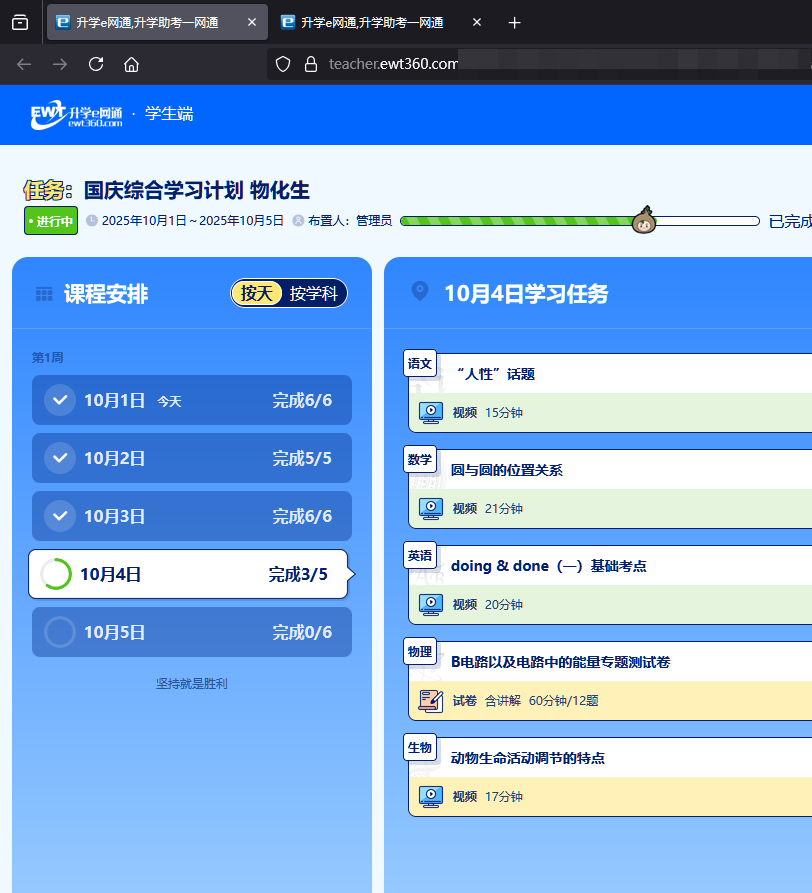 升学e网通,升学助考一网通
升学e网通,升学助考一网通
teacher.ewt360.com
EWT 升学e网通 ewt360.com · 学生端
任务： 国庆综合学习计划 物化生
进行中 2025年10月1日 ~ 2025年10月5日 布置人：管理员 已完成
课程安排
按天 按学科
第1周
10月1日 今天 完成6/6
10月2日 完成5/5
10月3日 完成6/6
10月4日 完成3/5
10月5日 完成0/6
坚持就是胜利
10月4日学习任务
语文
“人性”话题
视频 15分钟
数学
圆与圆的位置关系
视频 21分钟
英语
doing & done（一）基础考点
视频 20分钟
物理
B电路以及电路中的能量专题测试卷
试卷 含讲解 60分钟/12题
生物
动物生命活动调节的特点
视频 17分钟